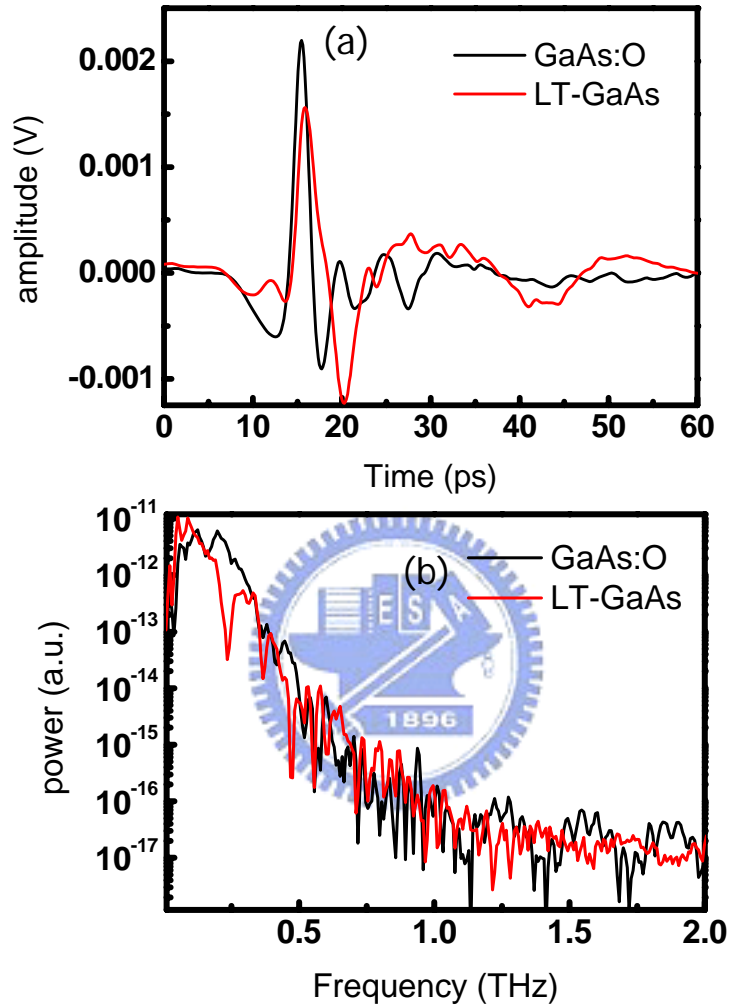 (a)
GaAs:O
LT-GaAs
0.002
0.001
0.000
-0.001
amplitude (V)
0 10 20 30 40 50 60
Time (ps)
(b)
GaAs:O
LT-GaAs
10^-11
10^-12
10^-13
10^-14
10^-15
10^-16
10^-17
power (a.u.)
E S A
1896
0.5 1.0 1.5 2.0
Frequency (THz)